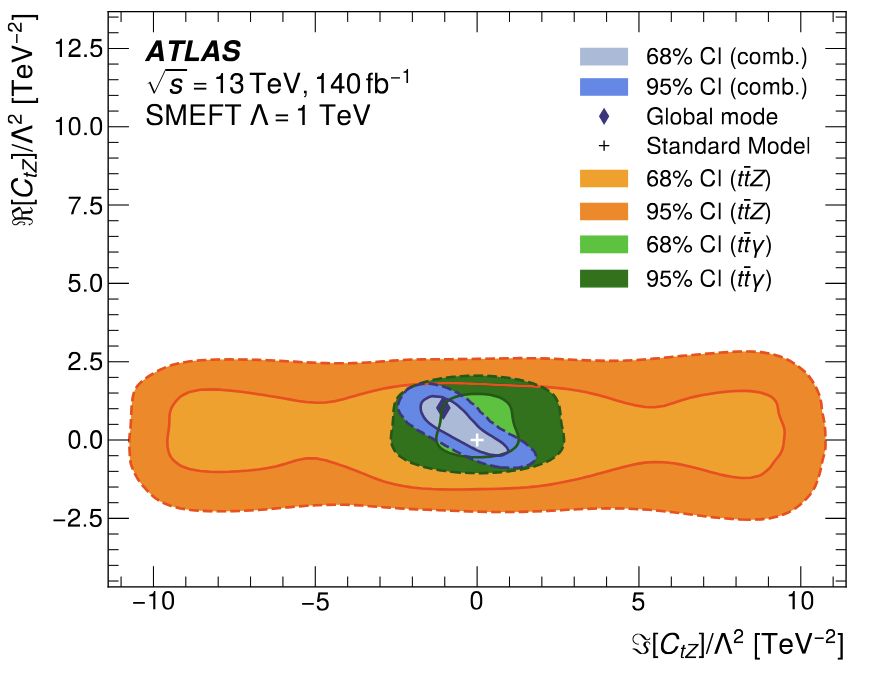 ATLAS
√s = 13 TeV, 140 fb⁻¹
SMEFT Λ = 1 TeV
68% CI (comb.)
95% CI (comb.)
Global mode
Standard Model
68% CI (tt̄Z)
95% CI (tt̄Z)
68% CI (tt̄γ)
95% CI (tt̄γ)
ℜ[C_tZ]/Λ² [TeV⁻²]
12.5
10.0
7.5
5.0
2.5
0.0
−2.5
−10
−5
0
5
10
ℑ[C_tZ]/Λ² [TeV⁻²]